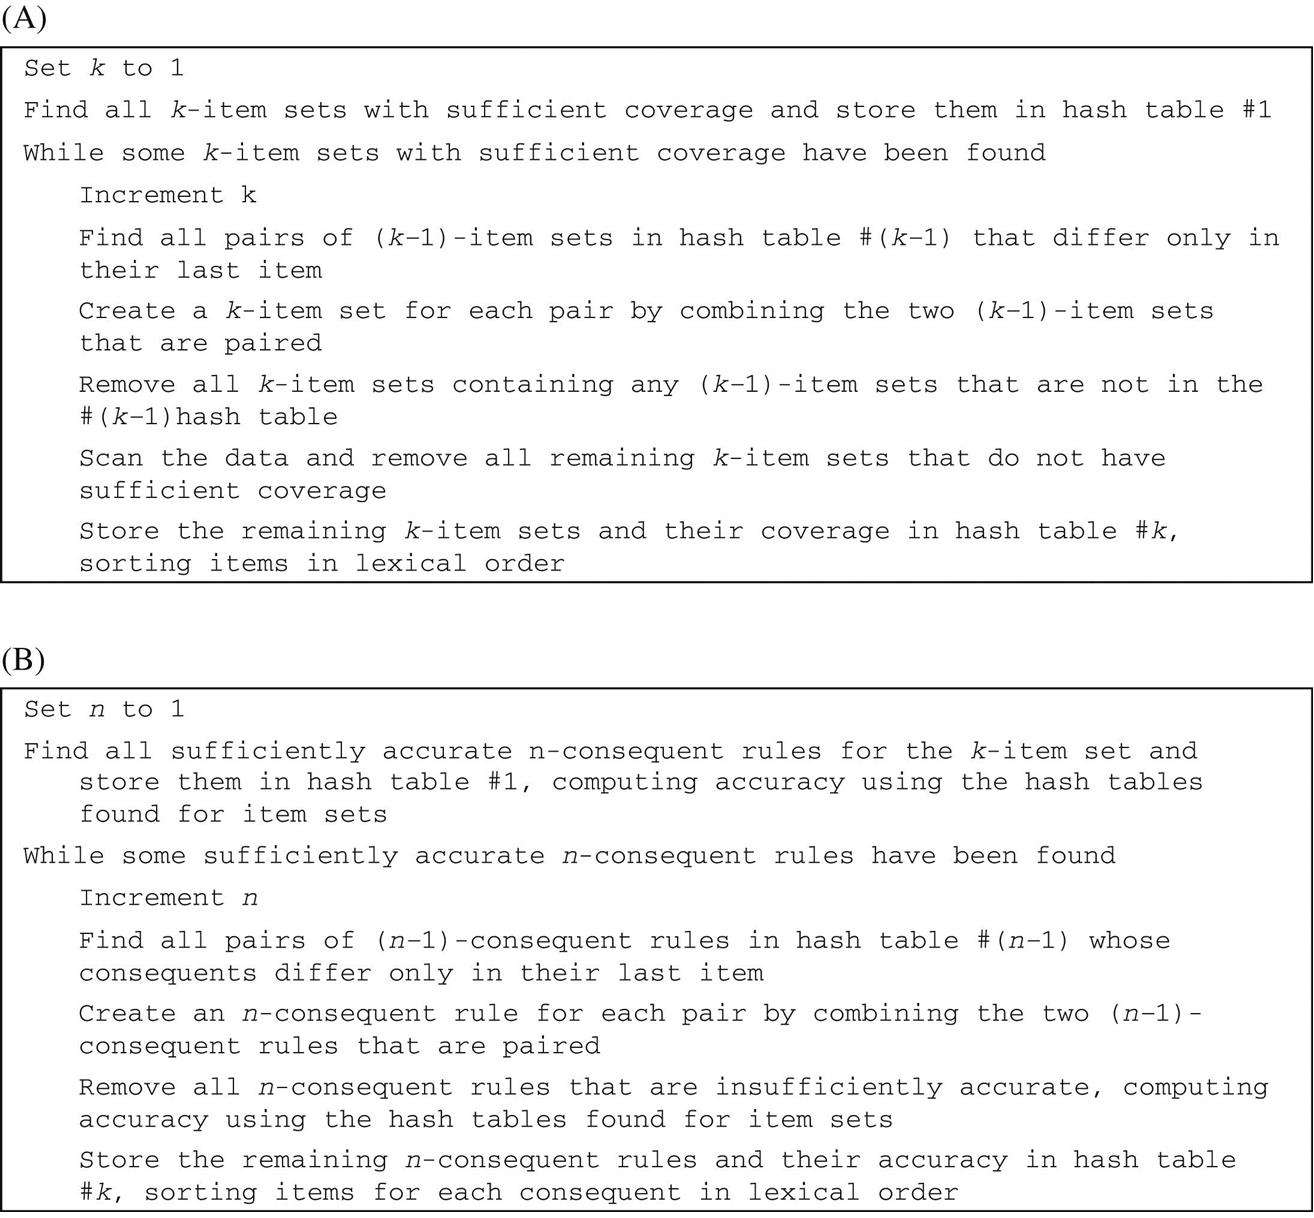 (A)
Set k to 1
Find all k-item sets with sufficient coverage and store them in hash table #1
While some k-item sets with sufficient coverage have been found
Increment k
Find all pairs of (k–1)-item sets in hash table #(k–1) that differ only in
their last item
Create a k-item set for each pair by combining the two (k–1)-item sets
that are paired
Remove all k-item sets containing any (k–1)-item sets that are not in the
#(k–1)hash table
Scan the data and remove all remaining k-item sets that do not have
sufficient coverage
Store the remaining k-item sets and their coverage in hash table #k,
sorting items in lexical order
(B)
Set n to 1
Find all sufficiently accurate n-consequent rules for the k-item set and
store them in hash table #1, computing accuracy using the hash tables
found for item sets
While some sufficiently accurate n-consequent rules have been found
Increment n
Find all pairs of (n–1)-consequent rules in hash table #(n–1) whose
consequents differ only in their last item
Create an n-consequent rule for each pair by combining the two (n–1)-
consequent rules that are paired
Remove all n-consequent rules that are insufficiently accurate, computing
accuracy using the hash tables found for item sets
Store the remaining n-consequent rules and their accuracy in hash table
#k, sorting items for each consequent in lexical order